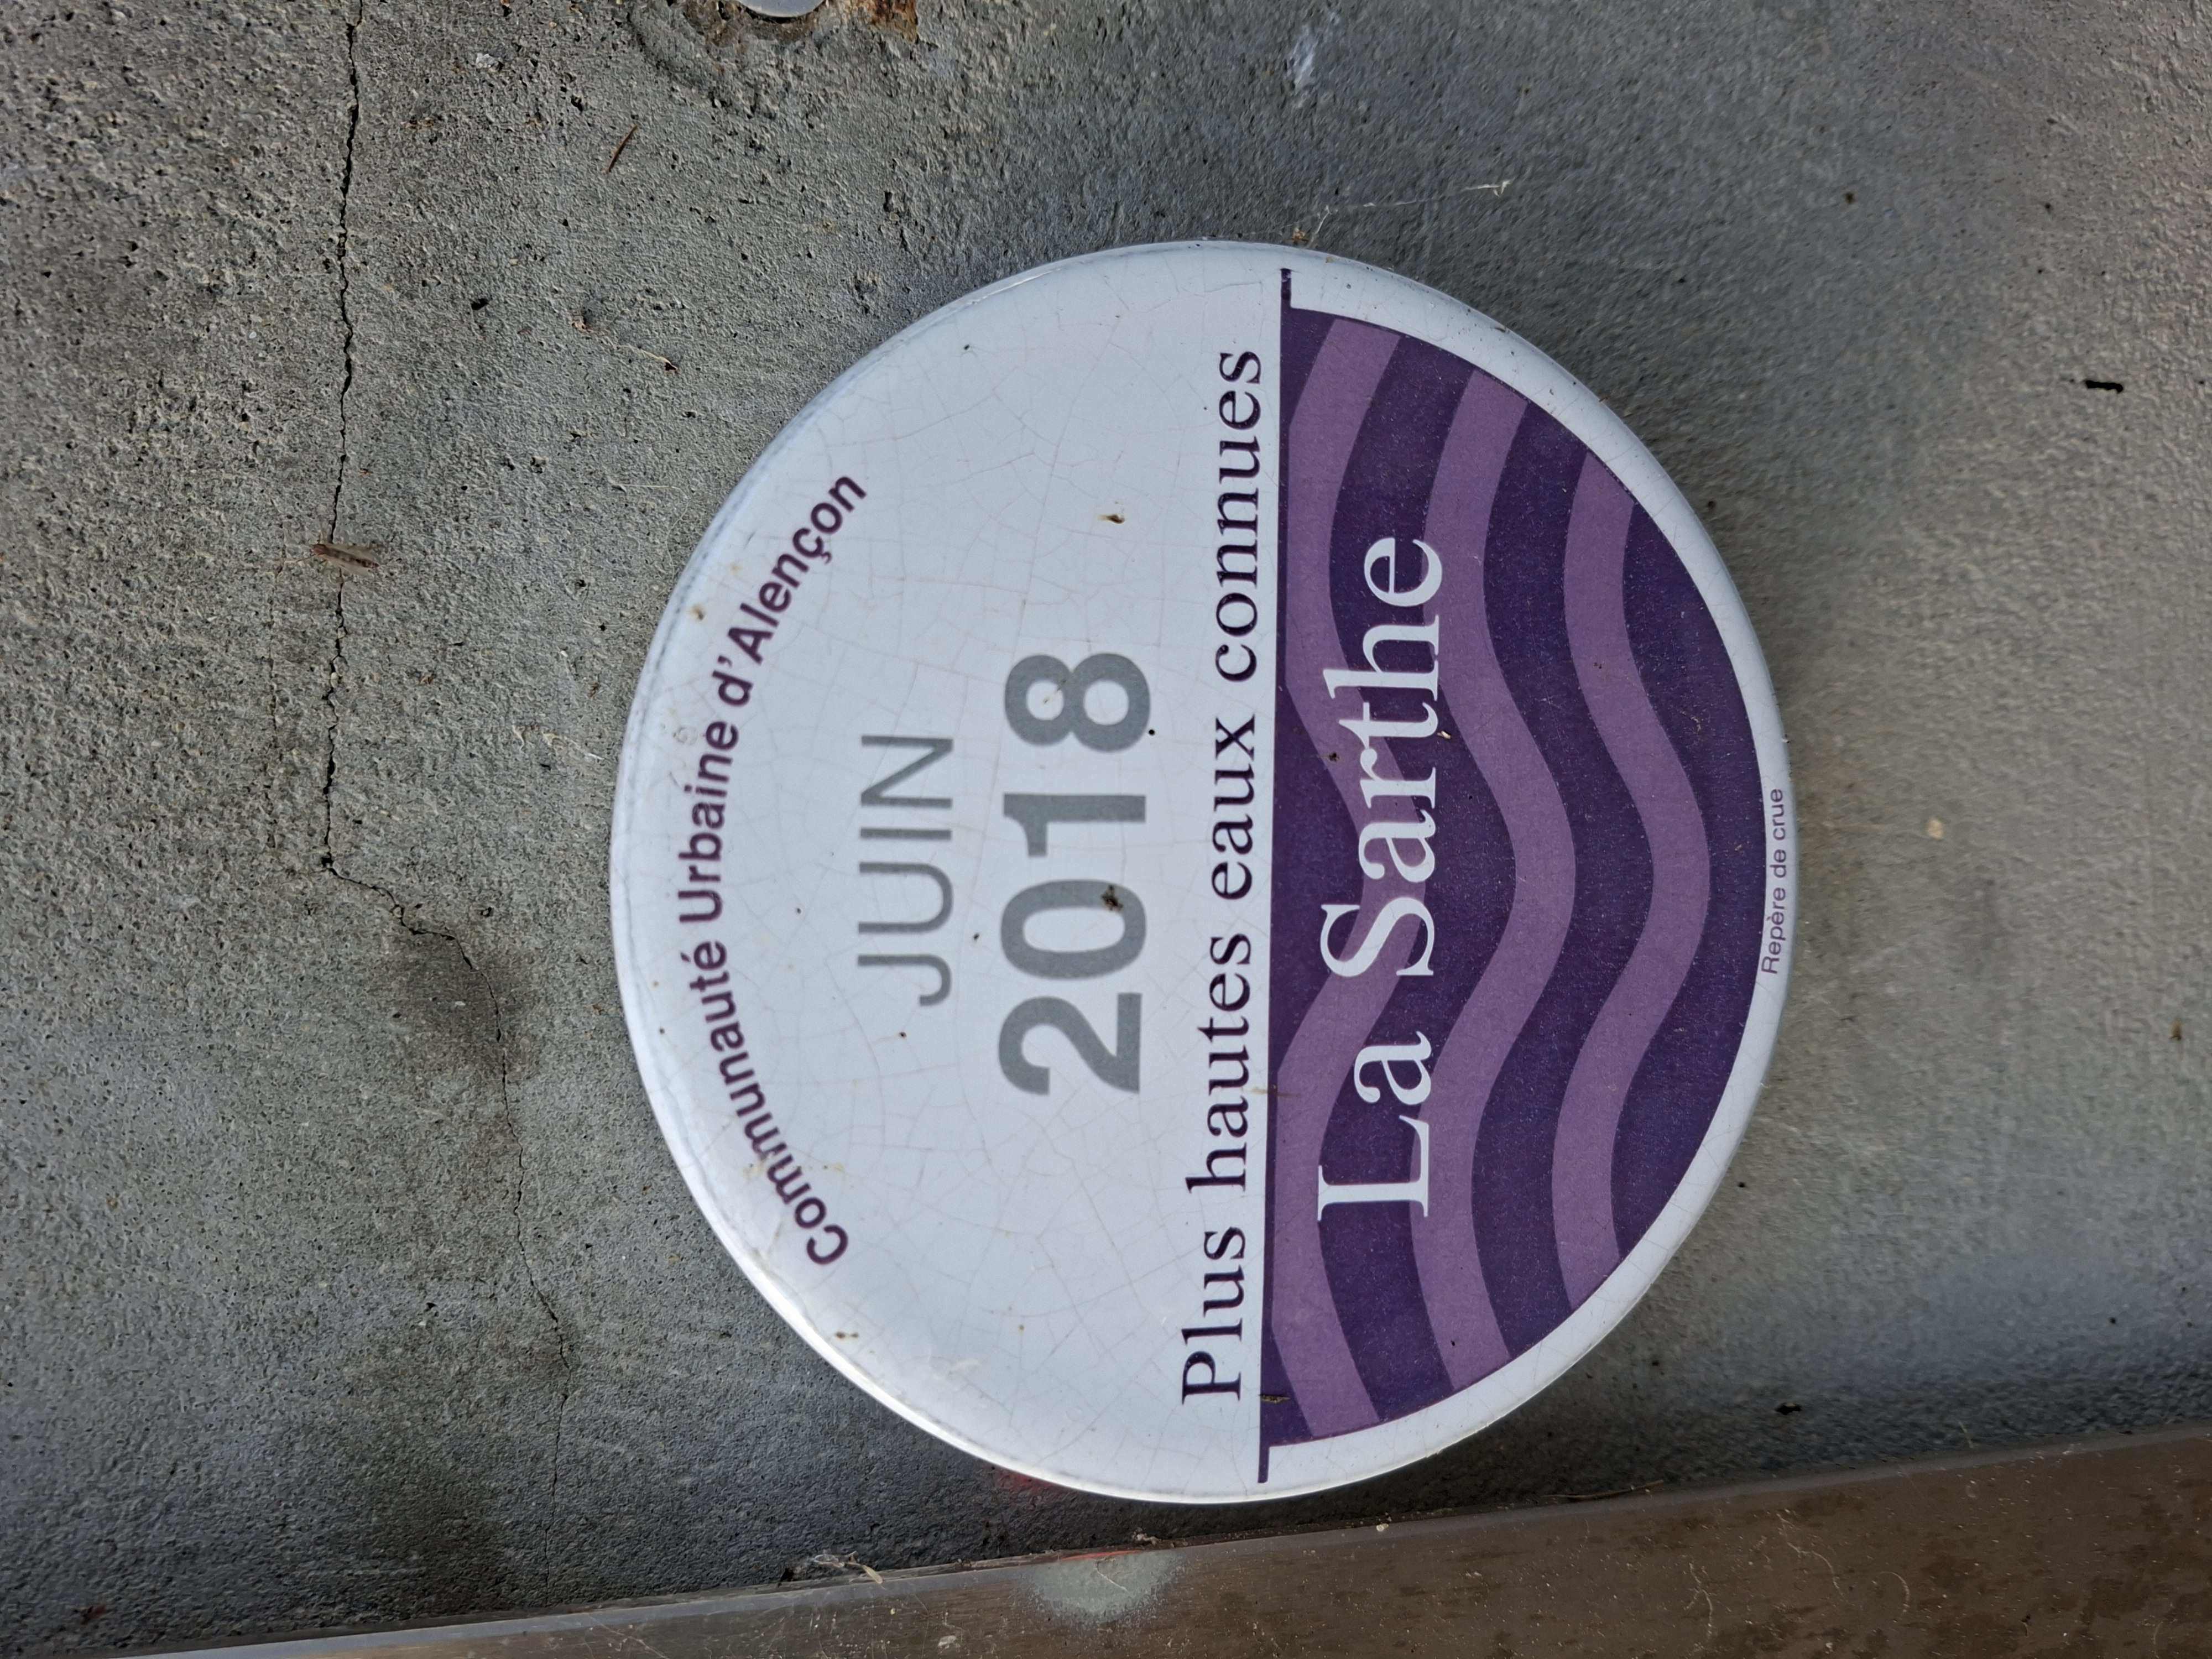 Communauté Urbaine d'Alençon
JUIN
2018
Plus hautes eaux connues
La Sarthe
Repère de crue